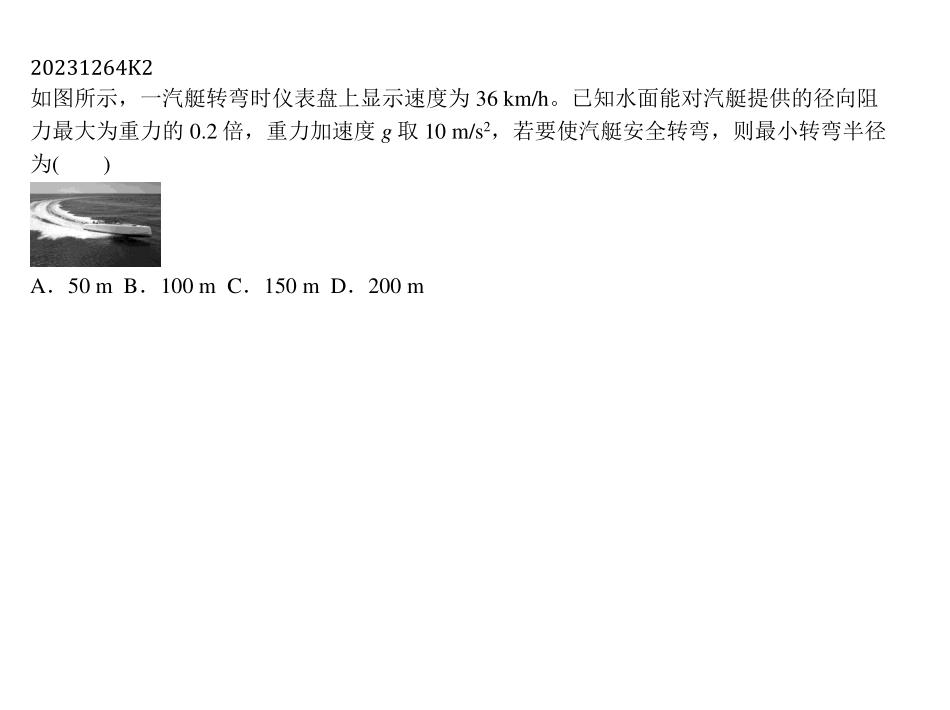 20231264K2
如图所示，一汽艇转弯时仪表盘上显示速度为 36 km/h。已知水面能对汽艇提供的径向阻
力最大为重力的 0.2 倍，重力加速度 g 取 10 m/s²，若要使汽艇安全转弯，则最小转弯半径
为(　　)
A．50 m B．100 m C．150 m D．200 m